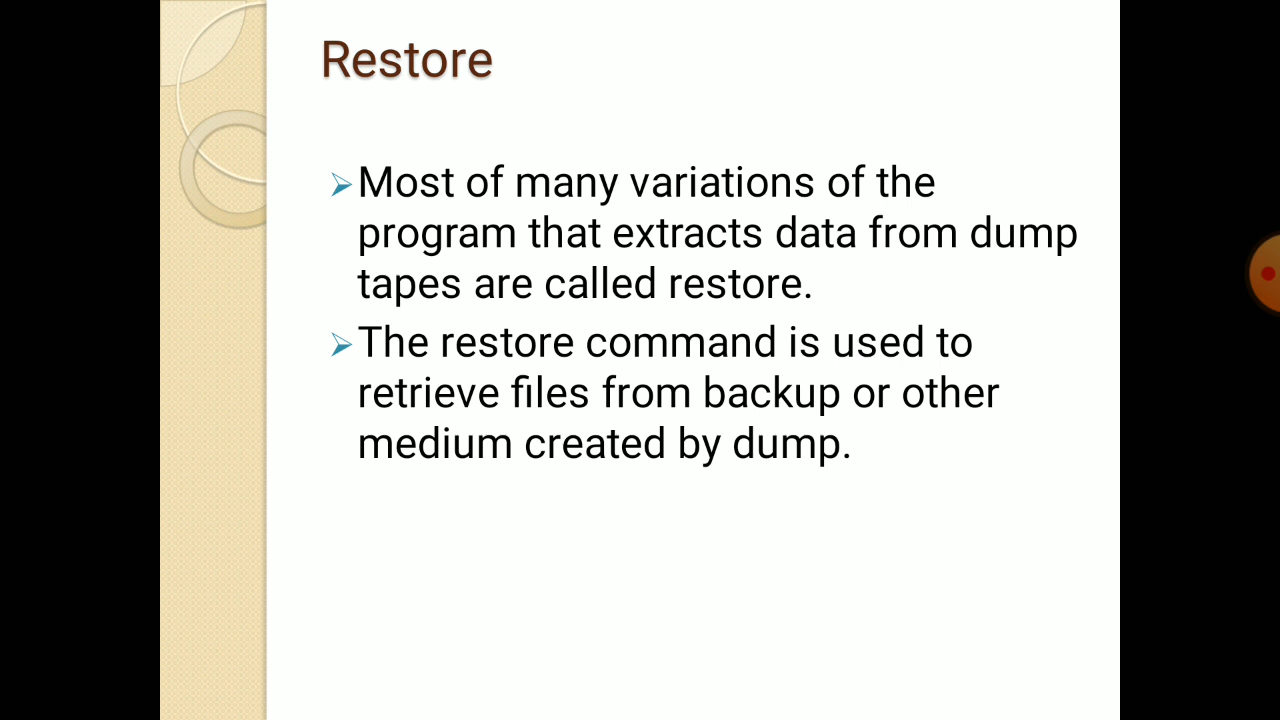 Restore
Most of many variations of the
program that extracts data from dump
tapes are called restore.
The restore command is used to
retrieve files from backup or other
medium created by dump.